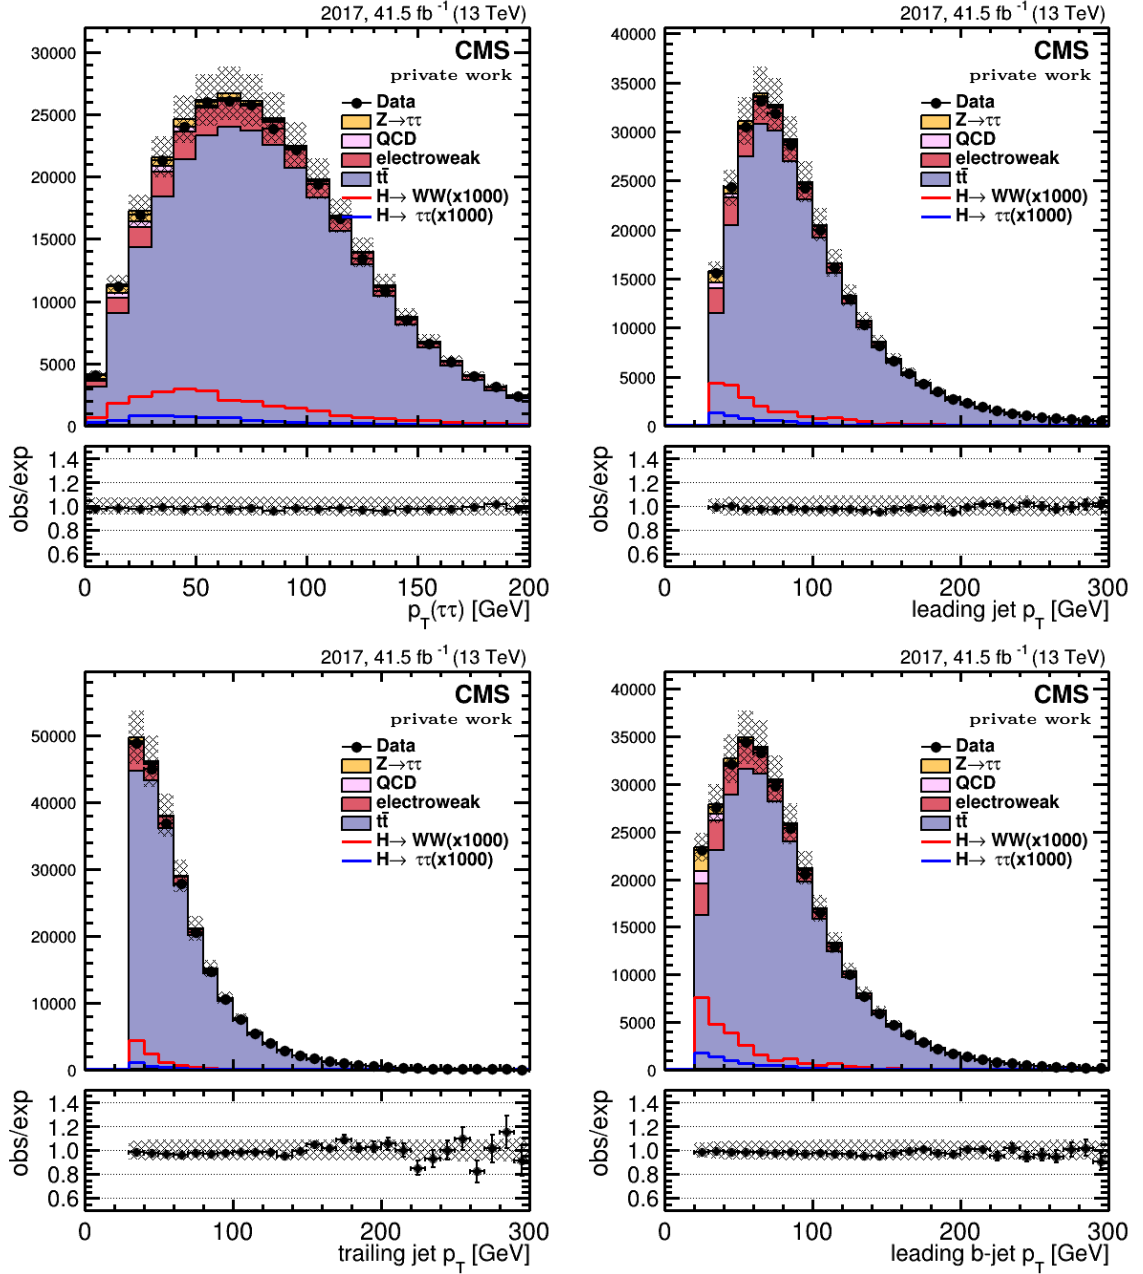 2017, 41.5 fb⁻¹ (13 TeV)
CMS
private work
30000
25000
20000
15000
10000
5000
0
Data
Z→ττ
QCD
electroweak
tt̄
H→ WW(x1000)
H→ ττ(x1000)
obs/exp
1.4
1.2
1.0
0.8
0.6
0 50 100 150 200
p_T(ττ) [GeV]
2017, 41.5 fb⁻¹ (13 TeV)
CMS
private work
40000
35000
30000
25000
20000
15000
10000
5000
0
Data
Z→ττ
QCD
electroweak
tt̄
H→ WW(x1000)
H→ ττ(x1000)
obs/exp
1.4
1.2
1.0
0.8
0.6
0 100 200 300
leading jet p_T [GeV]
2017, 41.5 fb⁻¹ (13 TeV)
CMS
private work
50000
40000
30000
20000
10000
0
Data
Z→ττ
QCD
electroweak
tt̄
H→ WW(x1000)
H→ ττ(x1000)
obs/exp
1.4
1.2
1.0
0.8
0.6
0 100 200 300
trailing jet p_T [GeV]
2017, 41.5 fb⁻¹ (13 TeV)
CMS
private work
40000
35000
30000
25000
20000
15000
10000
5000
0
Data
Z→ττ
QCD
electroweak
tt̄
H→ WW(x1000)
H→ ττ(x1000)
obs/exp
1.4
1.2
1.0
0.8
0.6
0 100 200 300
leading b-jet p_T [GeV]